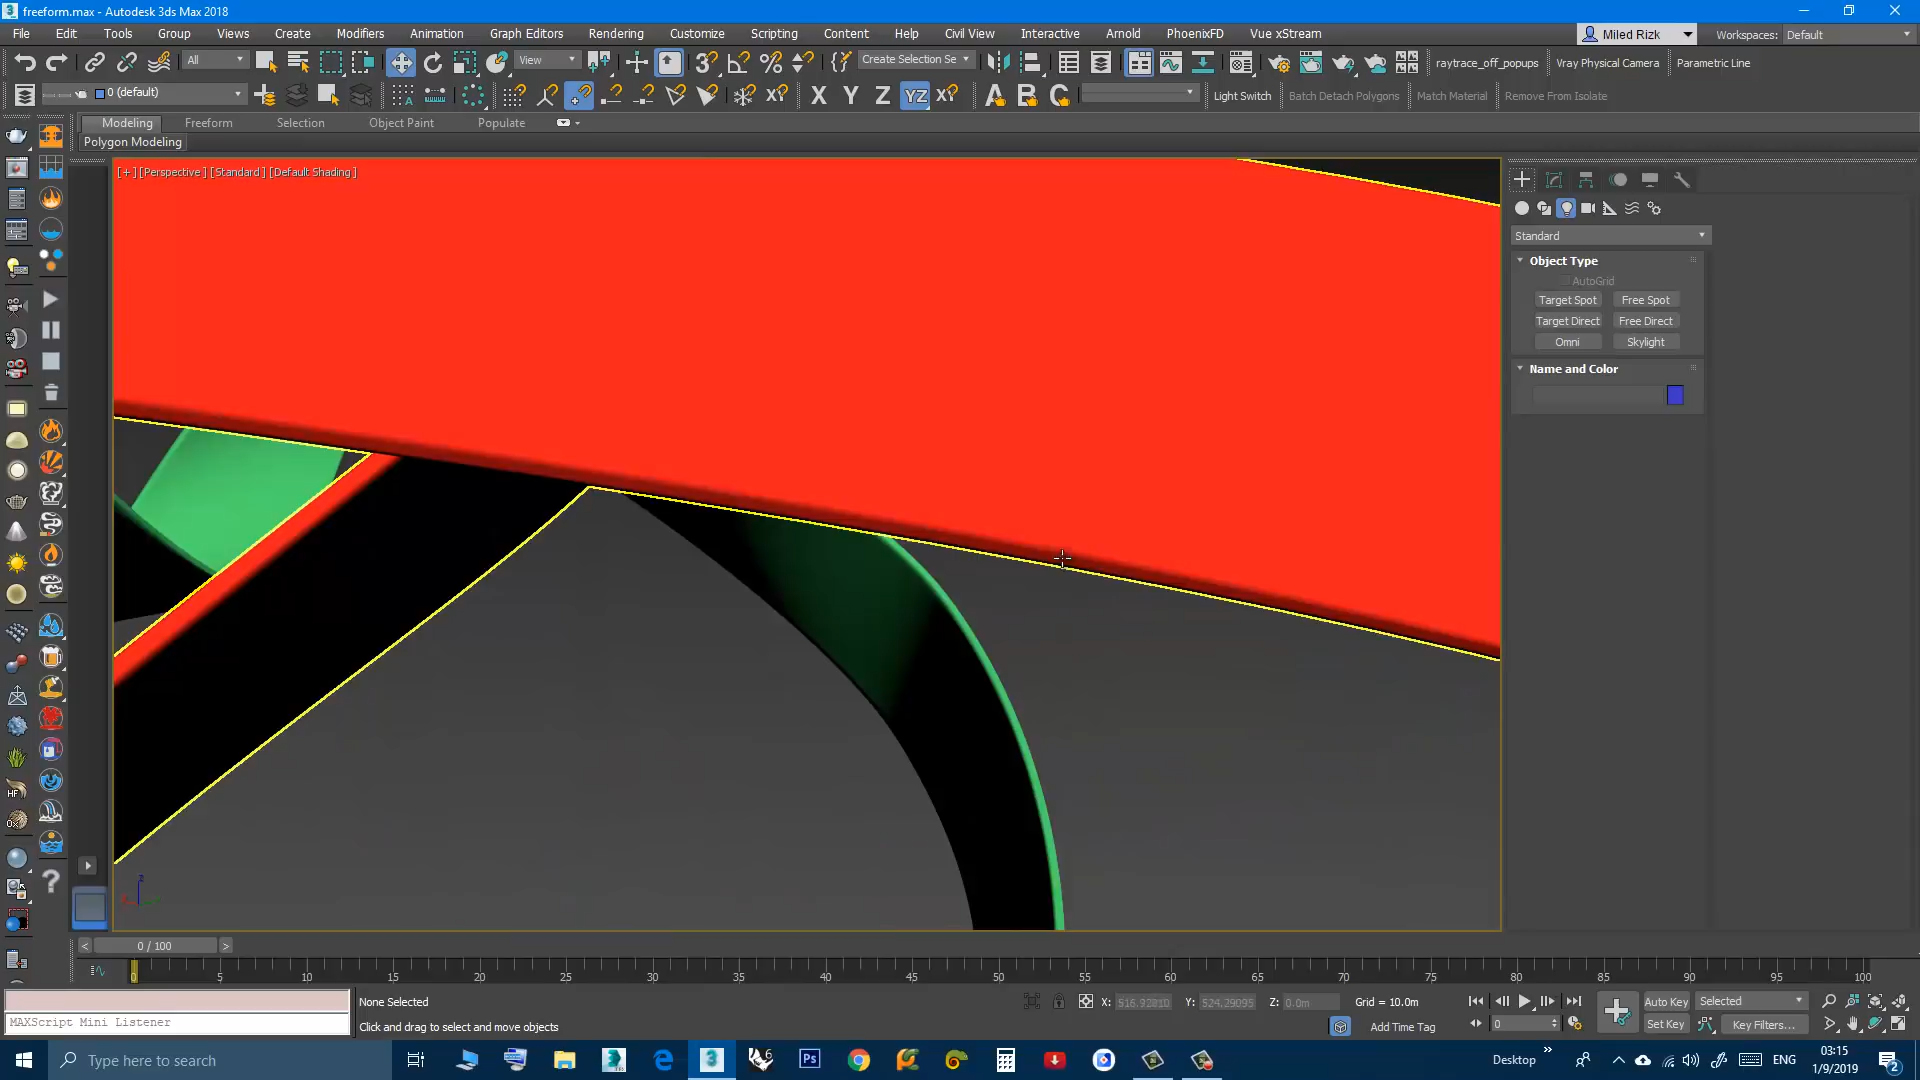 freeform.max - Autodesk 3ds Max 2018
File Edit Tools Group Views Create Modifiers Animation Graph Editors Rendering Customize Scripting Content Help Civil View Interactive Arnold PhoenixFD Vue xStream Miled Rizk Workspaces: Default
All View Create Selection Se raytrace_off_popups Vray Physical Camera Parametric Line
0 (default) X Y Z YZ XY A B C Light Switch Batch Detach Polygons Match Material Remove From Isolate
Modeling Freeform Selection Object Paint Populate
Polygon Modeling
[ + ] [Perspective ] [Standard ] [Default Shading ]
Standard
Object Type
AutoGrid
Target Spot Free Spot
Target Direct Free Direct
Omni Skylight
Name and Color
HF
z
< 0 / 100 >
0 5 10 15 20 25 30 35 40 45 50 55 60 65 70 75 80 85 90 95 100
None Selected X: 516.92810 Y: 524.29095 Z: 0.0m Grid = 10.0m Auto Key Selected
MAXScript Mini Listener Click and drag to select and move objects Add Time Tag 0 Set Key Key Filters...
Type here to search Desktop ENG 03:15
1/9/2019 2